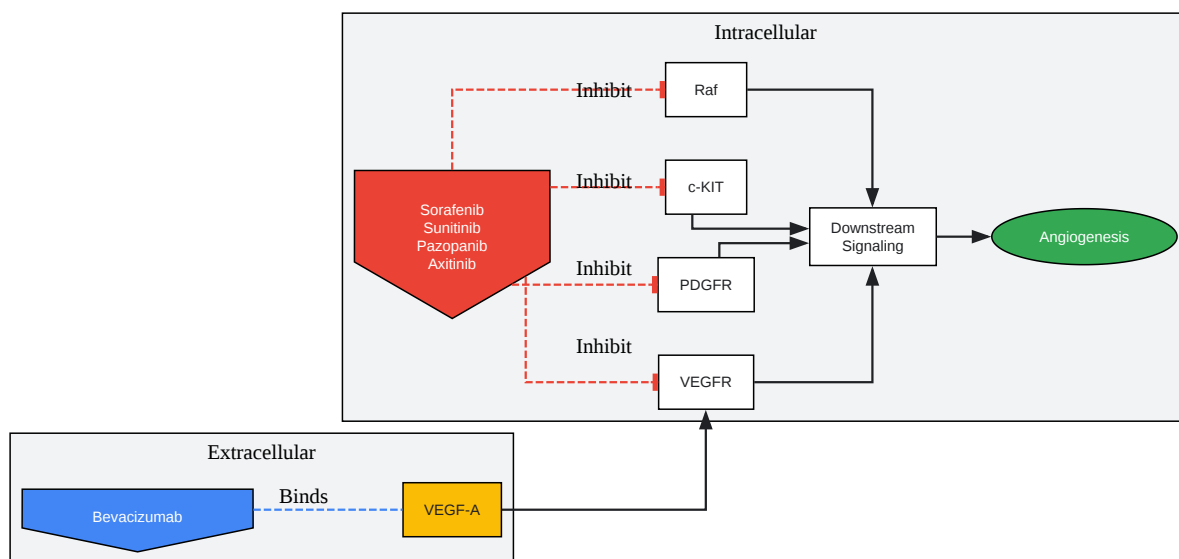 Intracellular
Inhibit
Raf
Inhibit
c-KIT
Sorafenib
Sunitinib
Pazopanib
Axitinib
Downstream
Signaling
Angiogenesis
Inhibit
PDGFR
Inhibit
VEGFR
Extracellular
Binds
VEGF-A
Bevacizumab